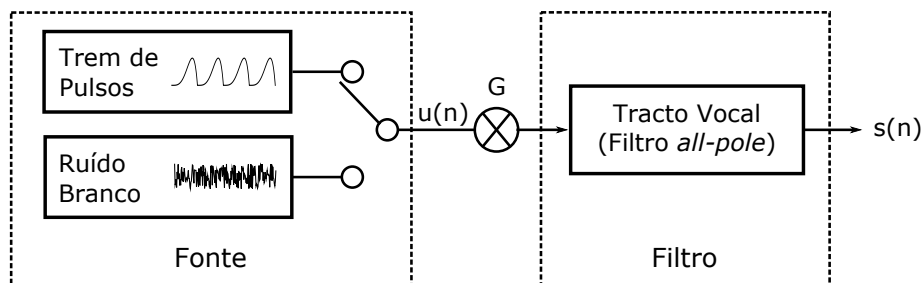 Trem de
Pulsos
Ruído
Branco
Fonte
u(n)
G
Tracto Vocal
(Filtro all-pole)
Filtro
s(n)